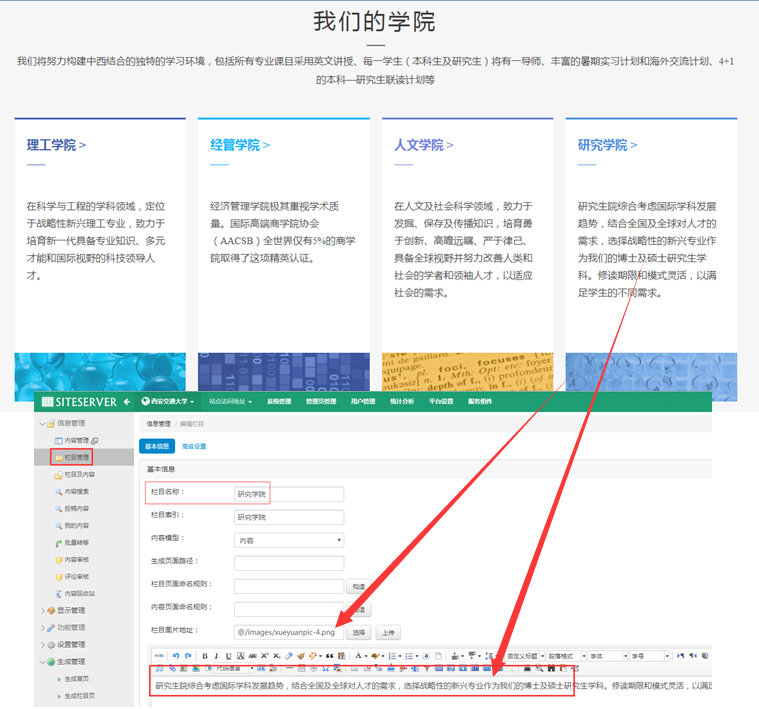 我们的学院
我们将努力构建中西结合的独特的学习环境，包括所有专业课目采用英文讲授、每一学生（本科生及研究生）将有一导师、丰富的暑期实习计划和海外交流计划、4+1
的本科—研究生联读计划等
理工学院 >
在科学与工程的学科领域，定位
于战略性新兴理工专业，致力于
培育新一代具备专业知识、多元
才能和国际视野的科技领导人
才。
经管学院 >
经济管理学院极其重视学术质
量。国际高端商学院协会
（AACSB）全世界仅有5%的商学
院取得了这项精英认证。
人文学院 >
在人文及社会科学领域，致力于
发掘、保存及传播知识，培育勇
于创新、高瞻远瞩、严于律己、
具备全球视野并努力改善人类和
社会的学者和领袖人才，以适应
社会的需求。
研究学院 >
研究生院综合考虑国际学科发展
趋势，结合全国及全球对人才的
需求，选择战略性的新兴专业作
为我们的博士及硕士研究生学
科。修读期限和模式灵活，以满
足学生的不同需求。
SITESERVER 西安交通大学 站点访问地址 系统管理 管理员管理 用户管理 统计分析 平台设置 服务组件
信息管理
内容管理
栏目管理
栏目及内容
内容搜索
投稿内容
我的内容
批量转移
内容审核
评论审核
内容回收站
显示管理
功能管理
设置管理
生成管理
生成首页
生成栏目页
信息管理 / 编辑栏目
基本信息 高级设置
基本信息
栏目名称： 研究学院
栏目索引： 研究学院
内容模型： 内容
生成页面路径：
栏目页面命名规则： 构造
内容页面命名规则：
栏目图片地址： @/images/xueyuanpic-4.png 选择 上传
自定义标题 段落格式 字体 字号
代码语言
研究生院综合考虑国际学科发展趋势，结合全国及全球对人才的需求，选择战略性的新兴专业作为我们的博士及硕士研究生学科。修读期限和模式灵活，以满足